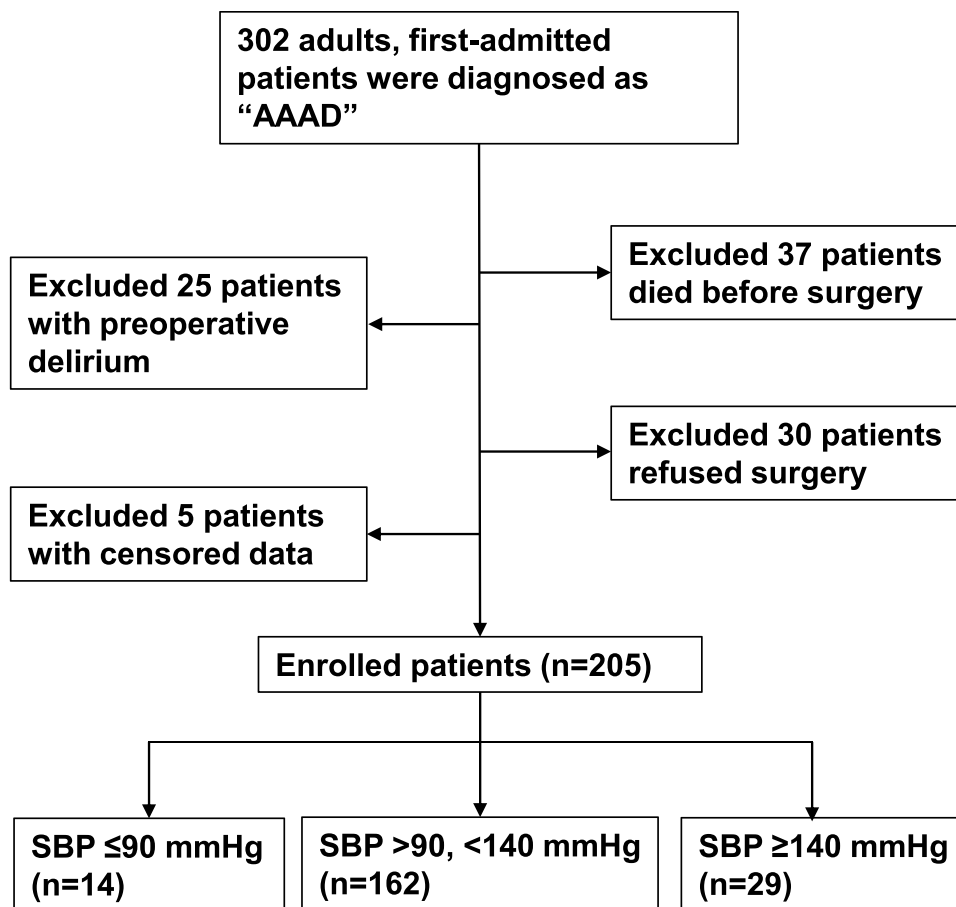 302 adults, first-admitted
patients were diagnosed as
“AAAD”
Excluded 37 patients
died before surgery
Excluded 25 patients
with preoperative
delirium
Excluded 30 patients
refused surgery
Excluded 5 patients
with censored data
Enrolled patients (n=205)
SBP ≤90 mmHg
(n=14)
SBP >90, <140 mmHg
(n=162)
SBP ≥140 mmHg
(n=29)